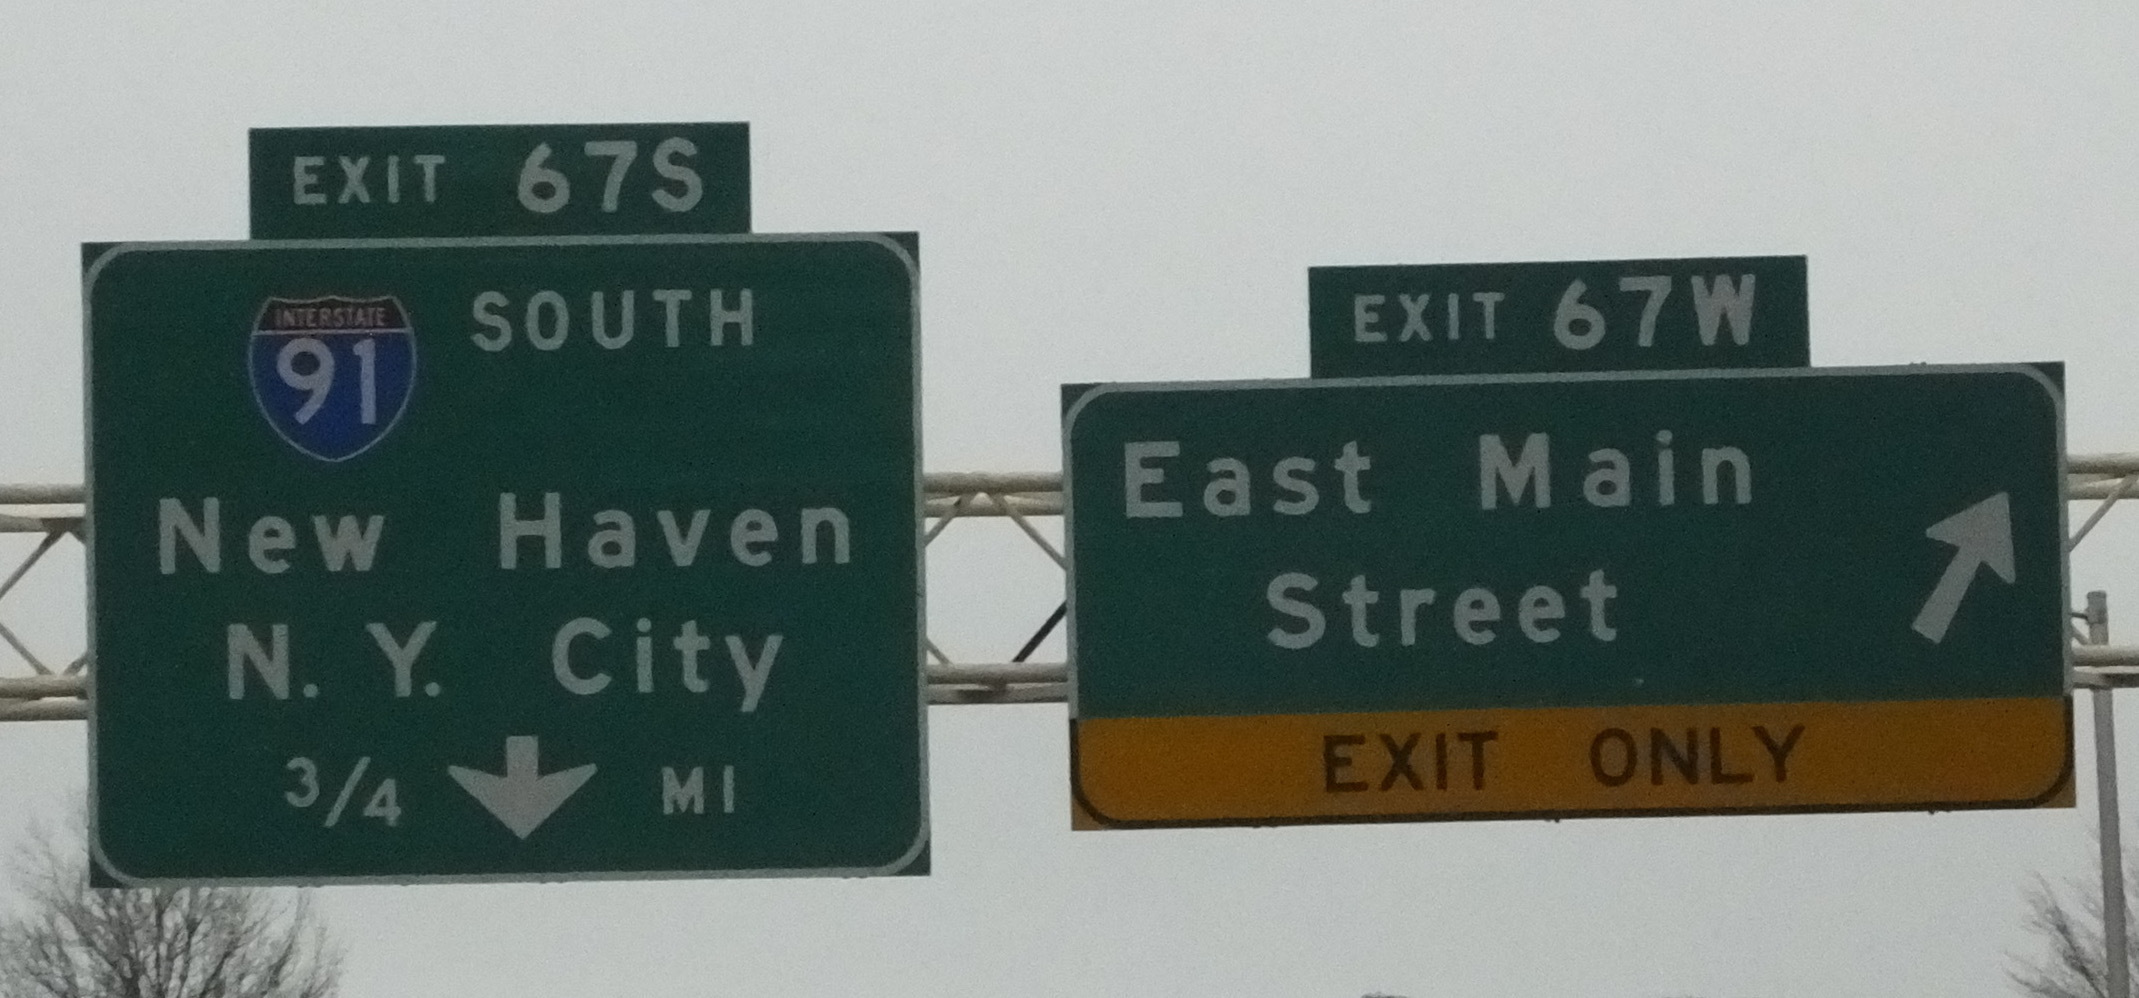 EXIT 67S
INTERSTATE
91 SOUTH
New Haven
N. Y. City
3/4 MI
EXIT 67W
East Main
Street
EXIT ONLY